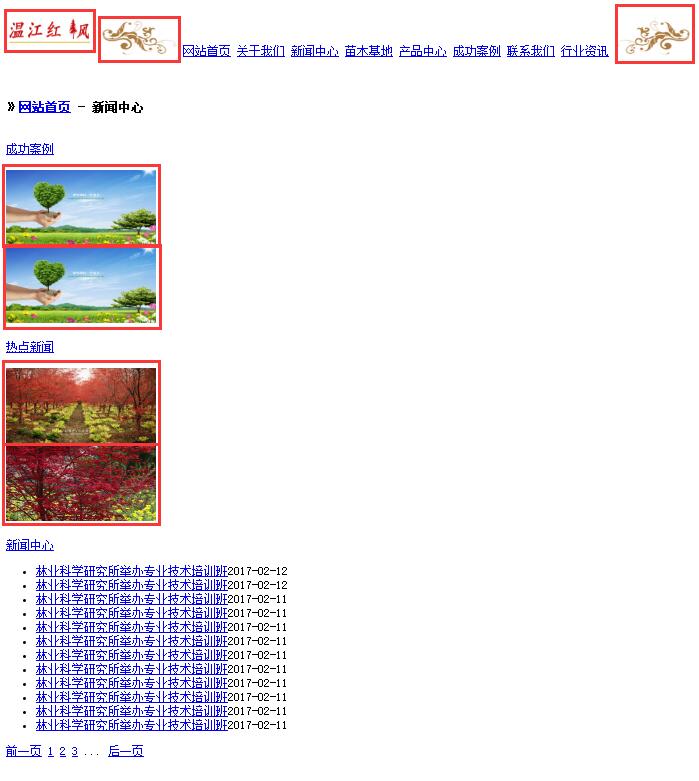 温江红枫
网站首页 关于我们 新闻中心 苗木基地 产品中心 成功案例 联系我们 行业资讯
» 网站首页 - 新闻中心
成功案例
热点新闻
新闻中心
• 林业科学研究所举办专业技术培训班2017-02-12
• 林业科学研究所举办专业技术培训班2017-02-12
• 林业科学研究所举办专业技术培训班2017-02-11
• 林业科学研究所举办专业技术培训班2017-02-11
• 林业科学研究所举办专业技术培训班2017-02-11
• 林业科学研究所举办专业技术培训班2017-02-11
• 林业科学研究所举办专业技术培训班2017-02-11
• 林业科学研究所举办专业技术培训班2017-02-11
• 林业科学研究所举办专业技术培训班2017-02-11
• 林业科学研究所举办专业技术培训班2017-02-11
• 林业科学研究所举办专业技术培训班2017-02-11
• 林业科学研究所举办专业技术培训班2017-02-11
前一页 1 2 3 ... 后一页